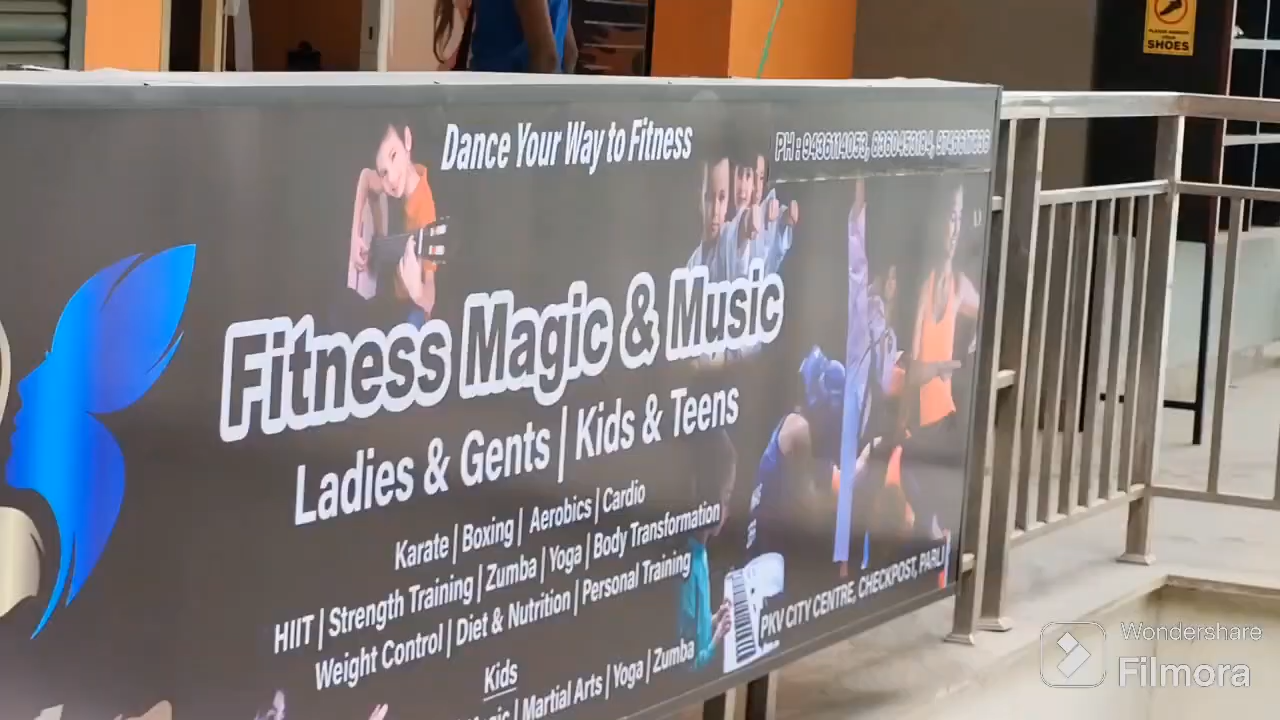 SHOES
Dance Your Way to Fitness
Fitness Magic & Music
Ladies & Gents | Kids & Teens
Karate | Boxing | Aerobics | Cardio
HIIT | Strength Training | Zumba | Yoga | Body Transformation
Weight Control | Diet & Nutrition | Personal Training
Kids
Martial Arts | Yoga | Zumba
PKV CITY CENTRE, CHECKPOST, PARLI
Wondershare
Filmora